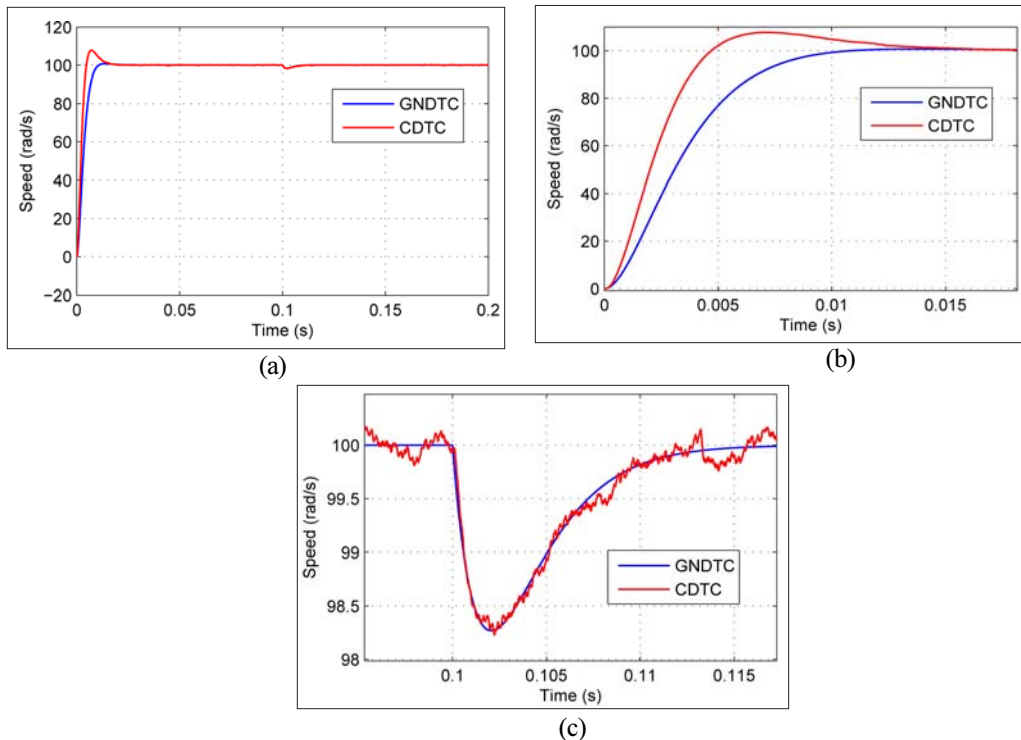 120
100
80
60
40
20
0
−20
Speed (rad/s)
GNDTC
CDTC
0
0.05
0.1
0.15
0.2
Time (s)
(a)
100
80
60
40
20
0
Speed (rad/s)
GNDTC
CDTC
0
0.005
0.01
0.015
Time (s)
(b)
100
99.5
99
98.5
98
Speed (rad/s)
GNDTC
CDTC
0.1
0.105
0.11
0.115
Time (s)
(c)